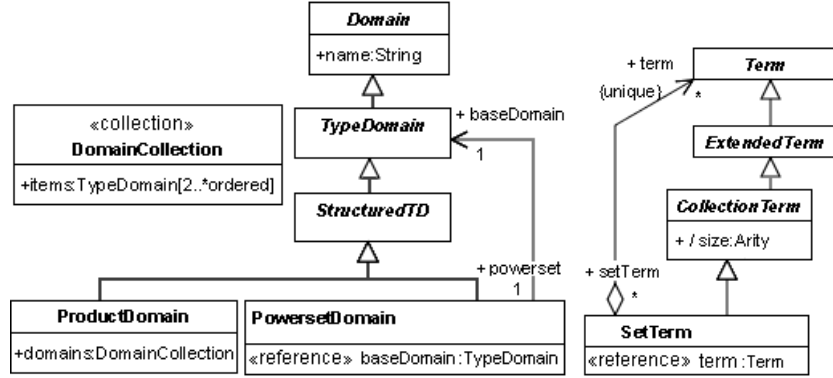 Domain
+name:String
«collection»
DomainCollection
+items:TypeDomain[2..*ordered]
TypeDomain
+ baseDomain
1
StructuredTD
+ powerset
1
ProductDomain
+domains:DomainCollection
PowersetDomain
«reference» baseDomain:TypeDomain
+ term
{unique}
*
Term
ExtendedTerm
CollectionTerm
+ / size:Arity
+ setTerm
*
SetTerm
«reference» term :Term